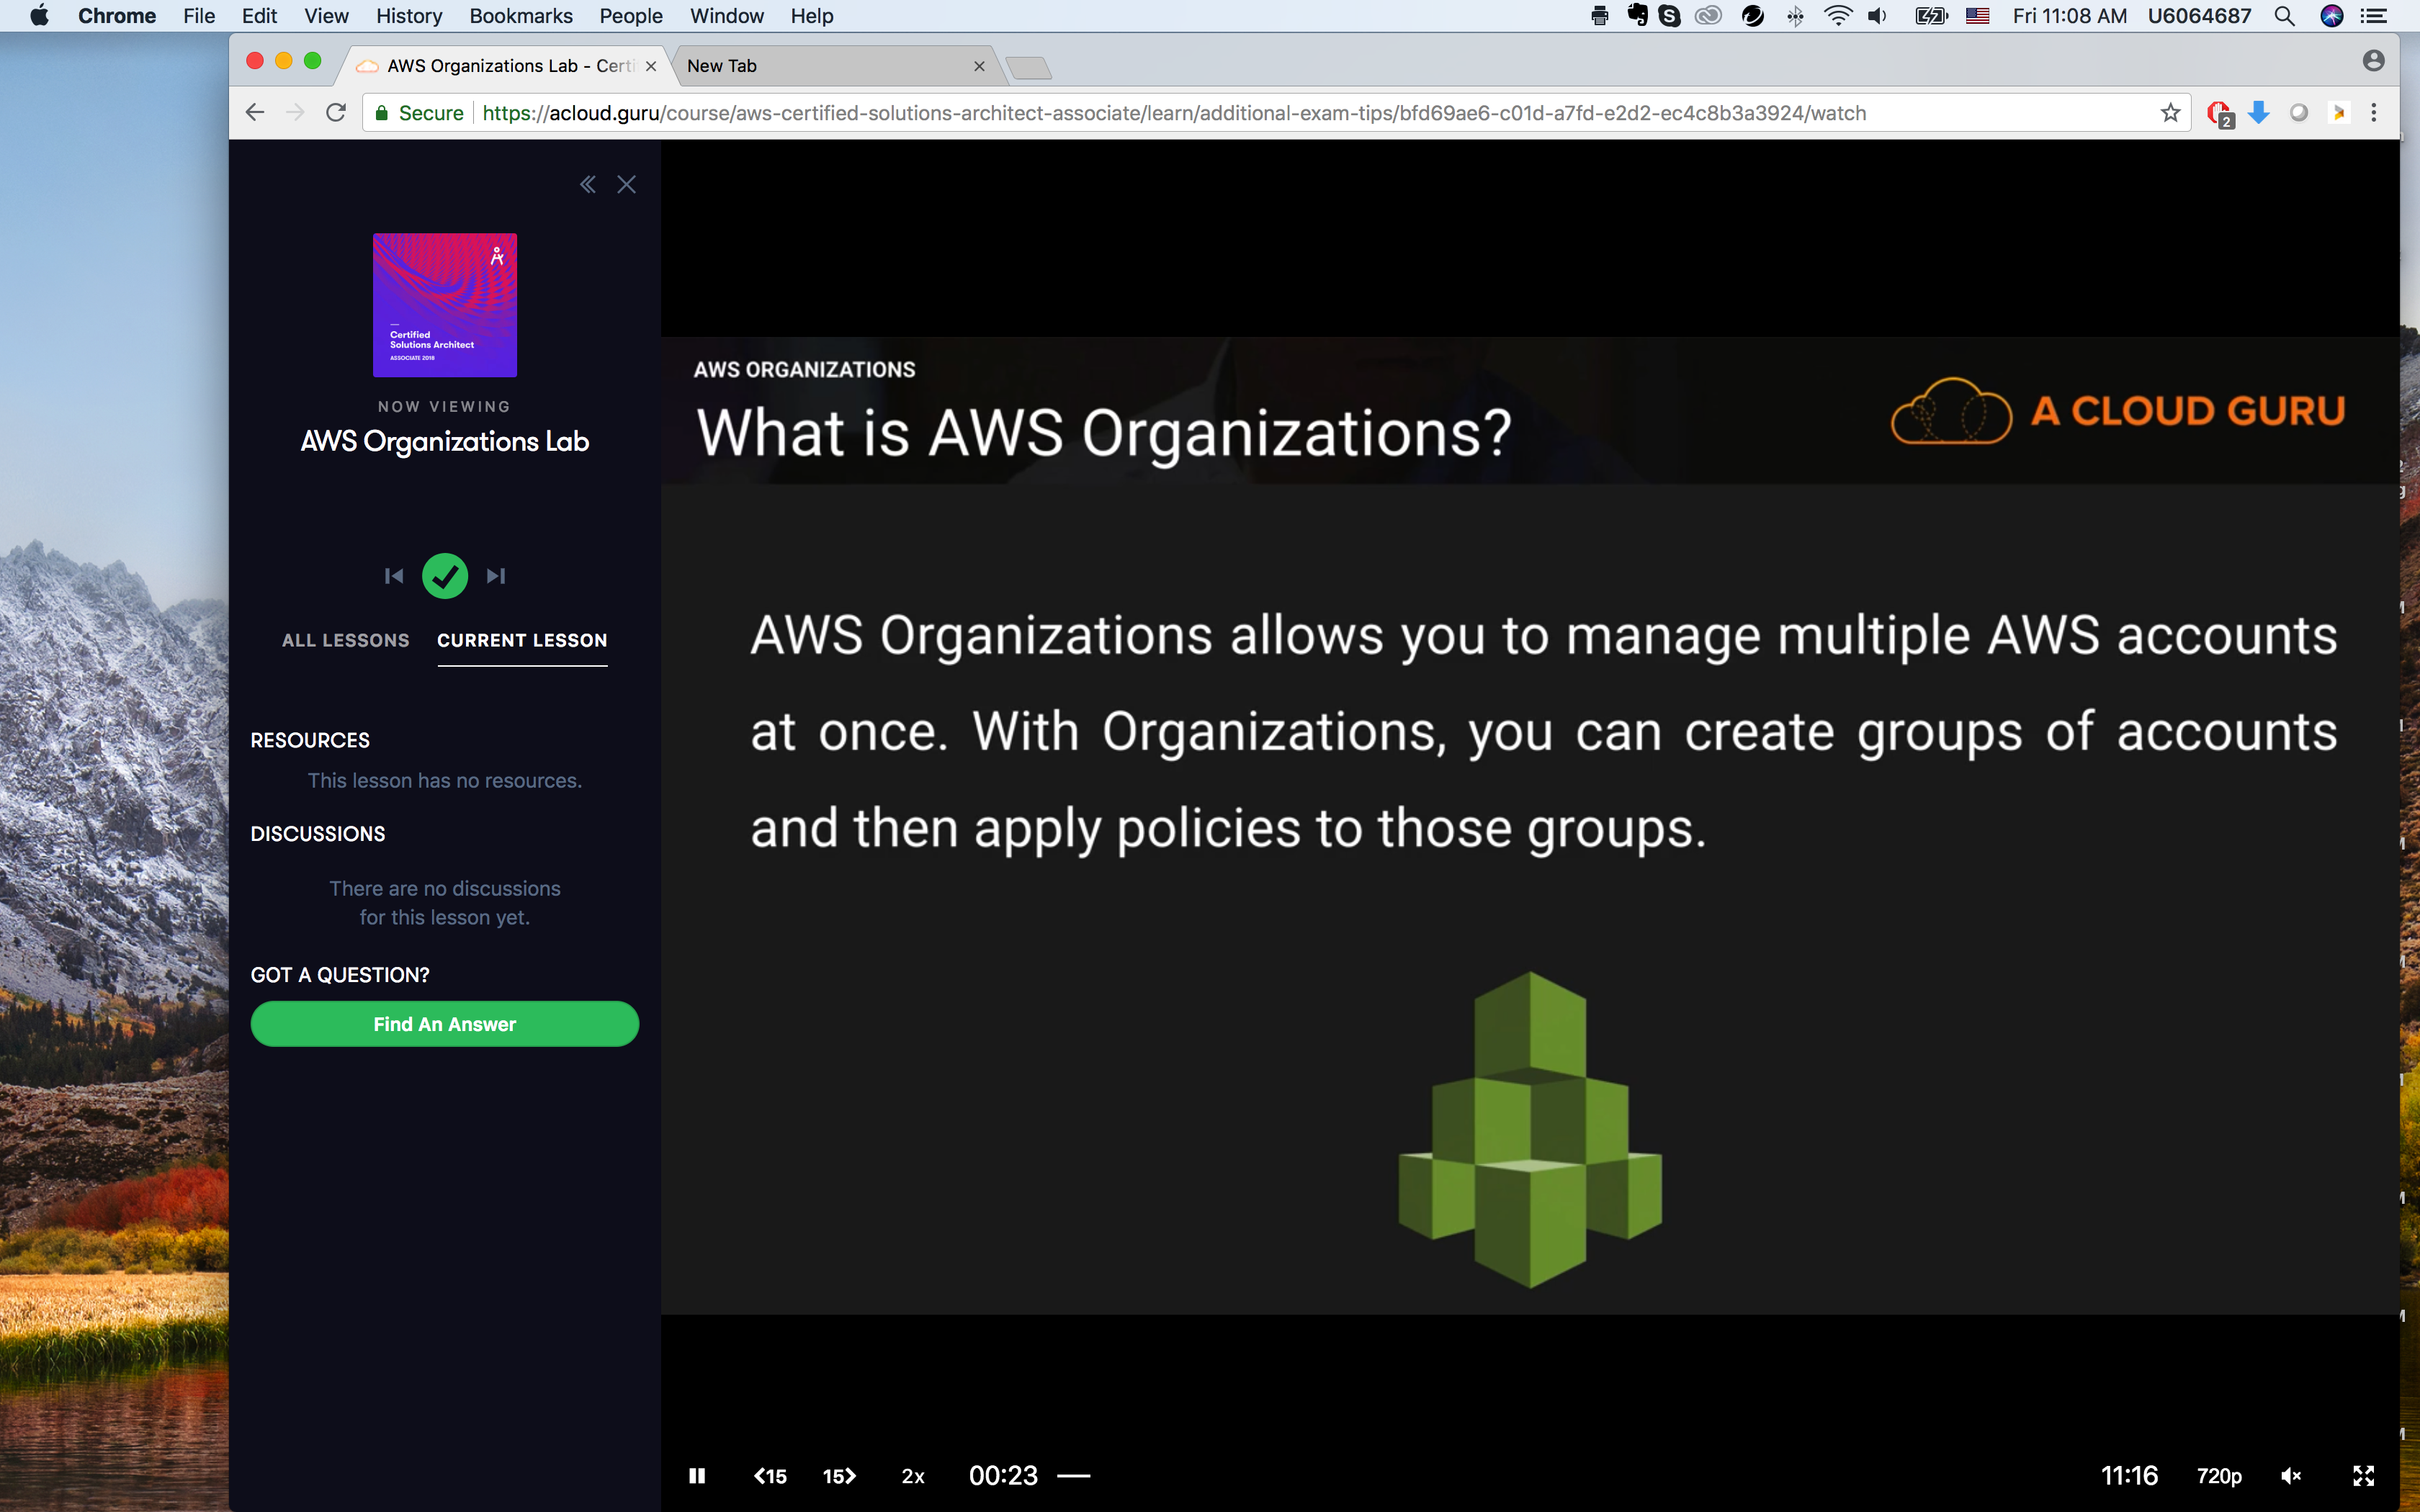 Chrome File Edit View History Bookmarks People Window Help
Fri 11:08 AM U6064687
AWS Organizations Lab - Certi
New Tab
Secure https://acloud.guru/course/aws-certified-solutions-architect-associate/learn/additional-exam-tips/bfd69ae6-c01d-a7fd-e2d2-ec4c8b3a3924/watch
2
Certified
Solutions Architect
ASSOCIATE 2018
NOW VIEWING
AWS Organizations Lab
ALL LESSONS CURRENT LESSON
RESOURCES
This lesson has no resources.
DISCUSSIONS
There are no discussions
for this lesson yet.
GOT A QUESTION?
Find An Answer
AWS ORGANIZATIONS
What is AWS Organizations?
A CLOUD GURU
AWS Organizations allows you to manage multiple AWS accounts
at once. With Organizations, you can create groups of accounts
and then apply policies to those groups.
<15 15> 2x 00:23
11:16 720p